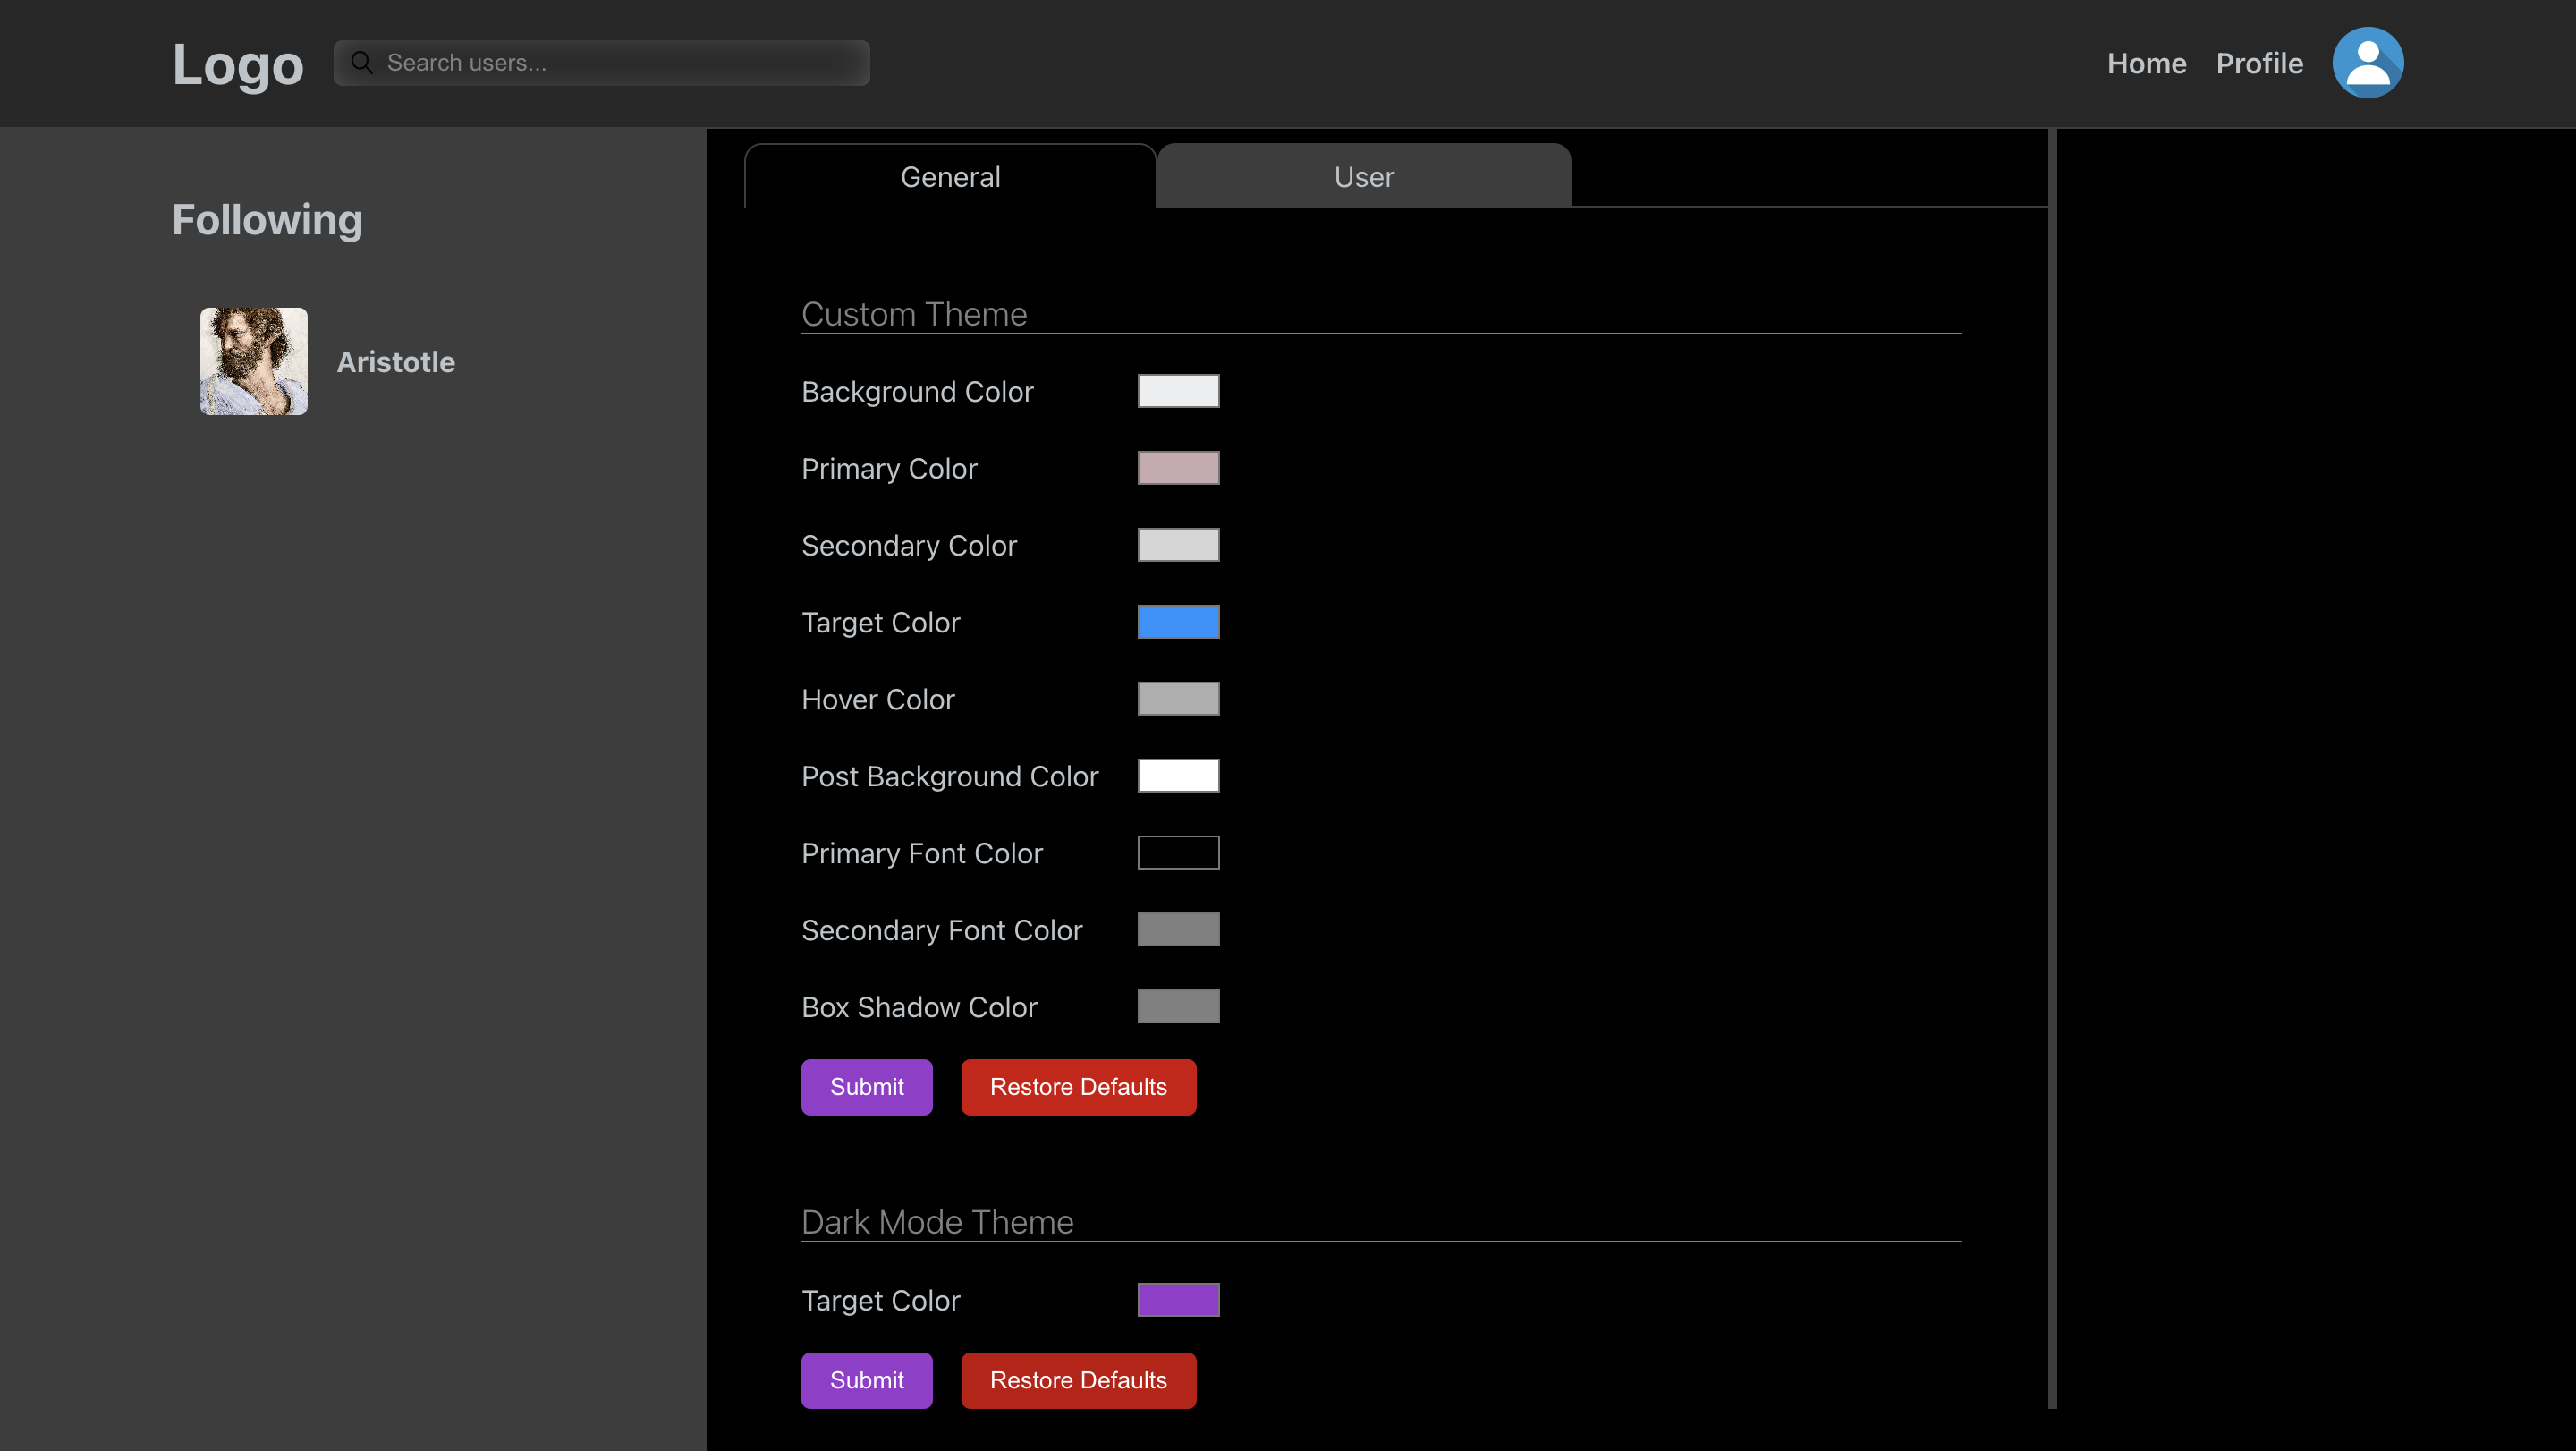 Logo
Search users...
Home
Profile
Following
Aristotle
General
User
Custom Theme
Background Color
Primary Color
Secondary Color
Target Color
Hover Color
Post Background Color
Primary Font Color
Secondary Font Color
Box Shadow Color
Submit
Restore Defaults
Dark Mode Theme
Target Color
Submit
Restore Defaults